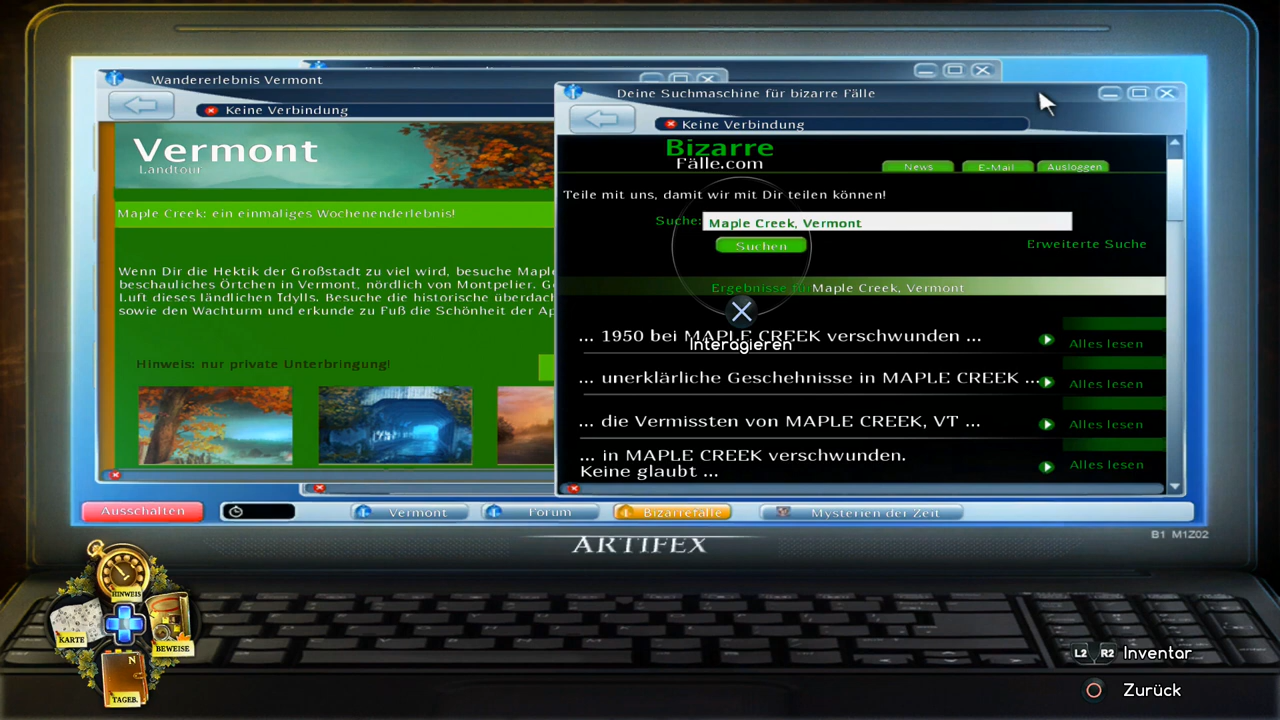 Wandererlebnis Vermont
Keine Verbindung
Vermont
Landtour
Maple Creek: ein einmaliges Wochenenderlebnis!
Wenn Dir die Hektik der Großstadt zu viel wird, besuche Maple
beschauliches Örtchen in Vermont, nördlich von Montpelier.
Luft dieses ländlichen Idylls. Besuche die historische
sowie den Wachturm und erkunde zu Fuß die Schönheit der
Hinweis: nur private Unterbringung!
Deine Suchmaschine für bizarre Fälle
Keine Verbindung
Bizarre
Fälle.com
News E-Mail Ausloggen
Teile mit uns, damit wir mit Dir teilen können!
Suche: Maple Creek, Vermont
Suchen
Erweiterte Suche
Ergebnisse für Maple Creek, Vermont
... 1950 bei MAPLE CREEK verschwunden ... Alles lesen
Interagieren
... unerklärliche Geschehnisse in MAPLE CREEK ... Alles lesen
... die Vermissten von MAPLE CREEK, VT ... Alles lesen
... in MAPLE CREEK verschwunden.
Keine glaubt ... Alles lesen
Ausschalten Vermont Forum Bizarrefälle Mysterien der Zeit
ARTIFEX
B1 M1Z02
HINWEIS
KARTE
BEWEISE
N
TAGEB.
L2 R2 Inventar
Zurück